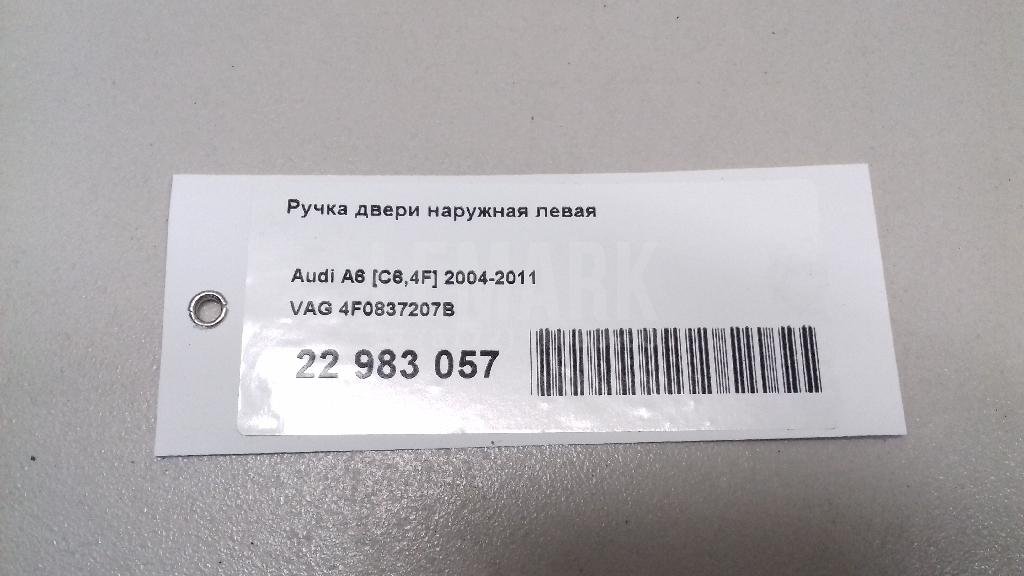 Ручка двери наружная левая
Audi A6 [C6,4F] 2004-2011
VAG 4F0837207B
22 983 057